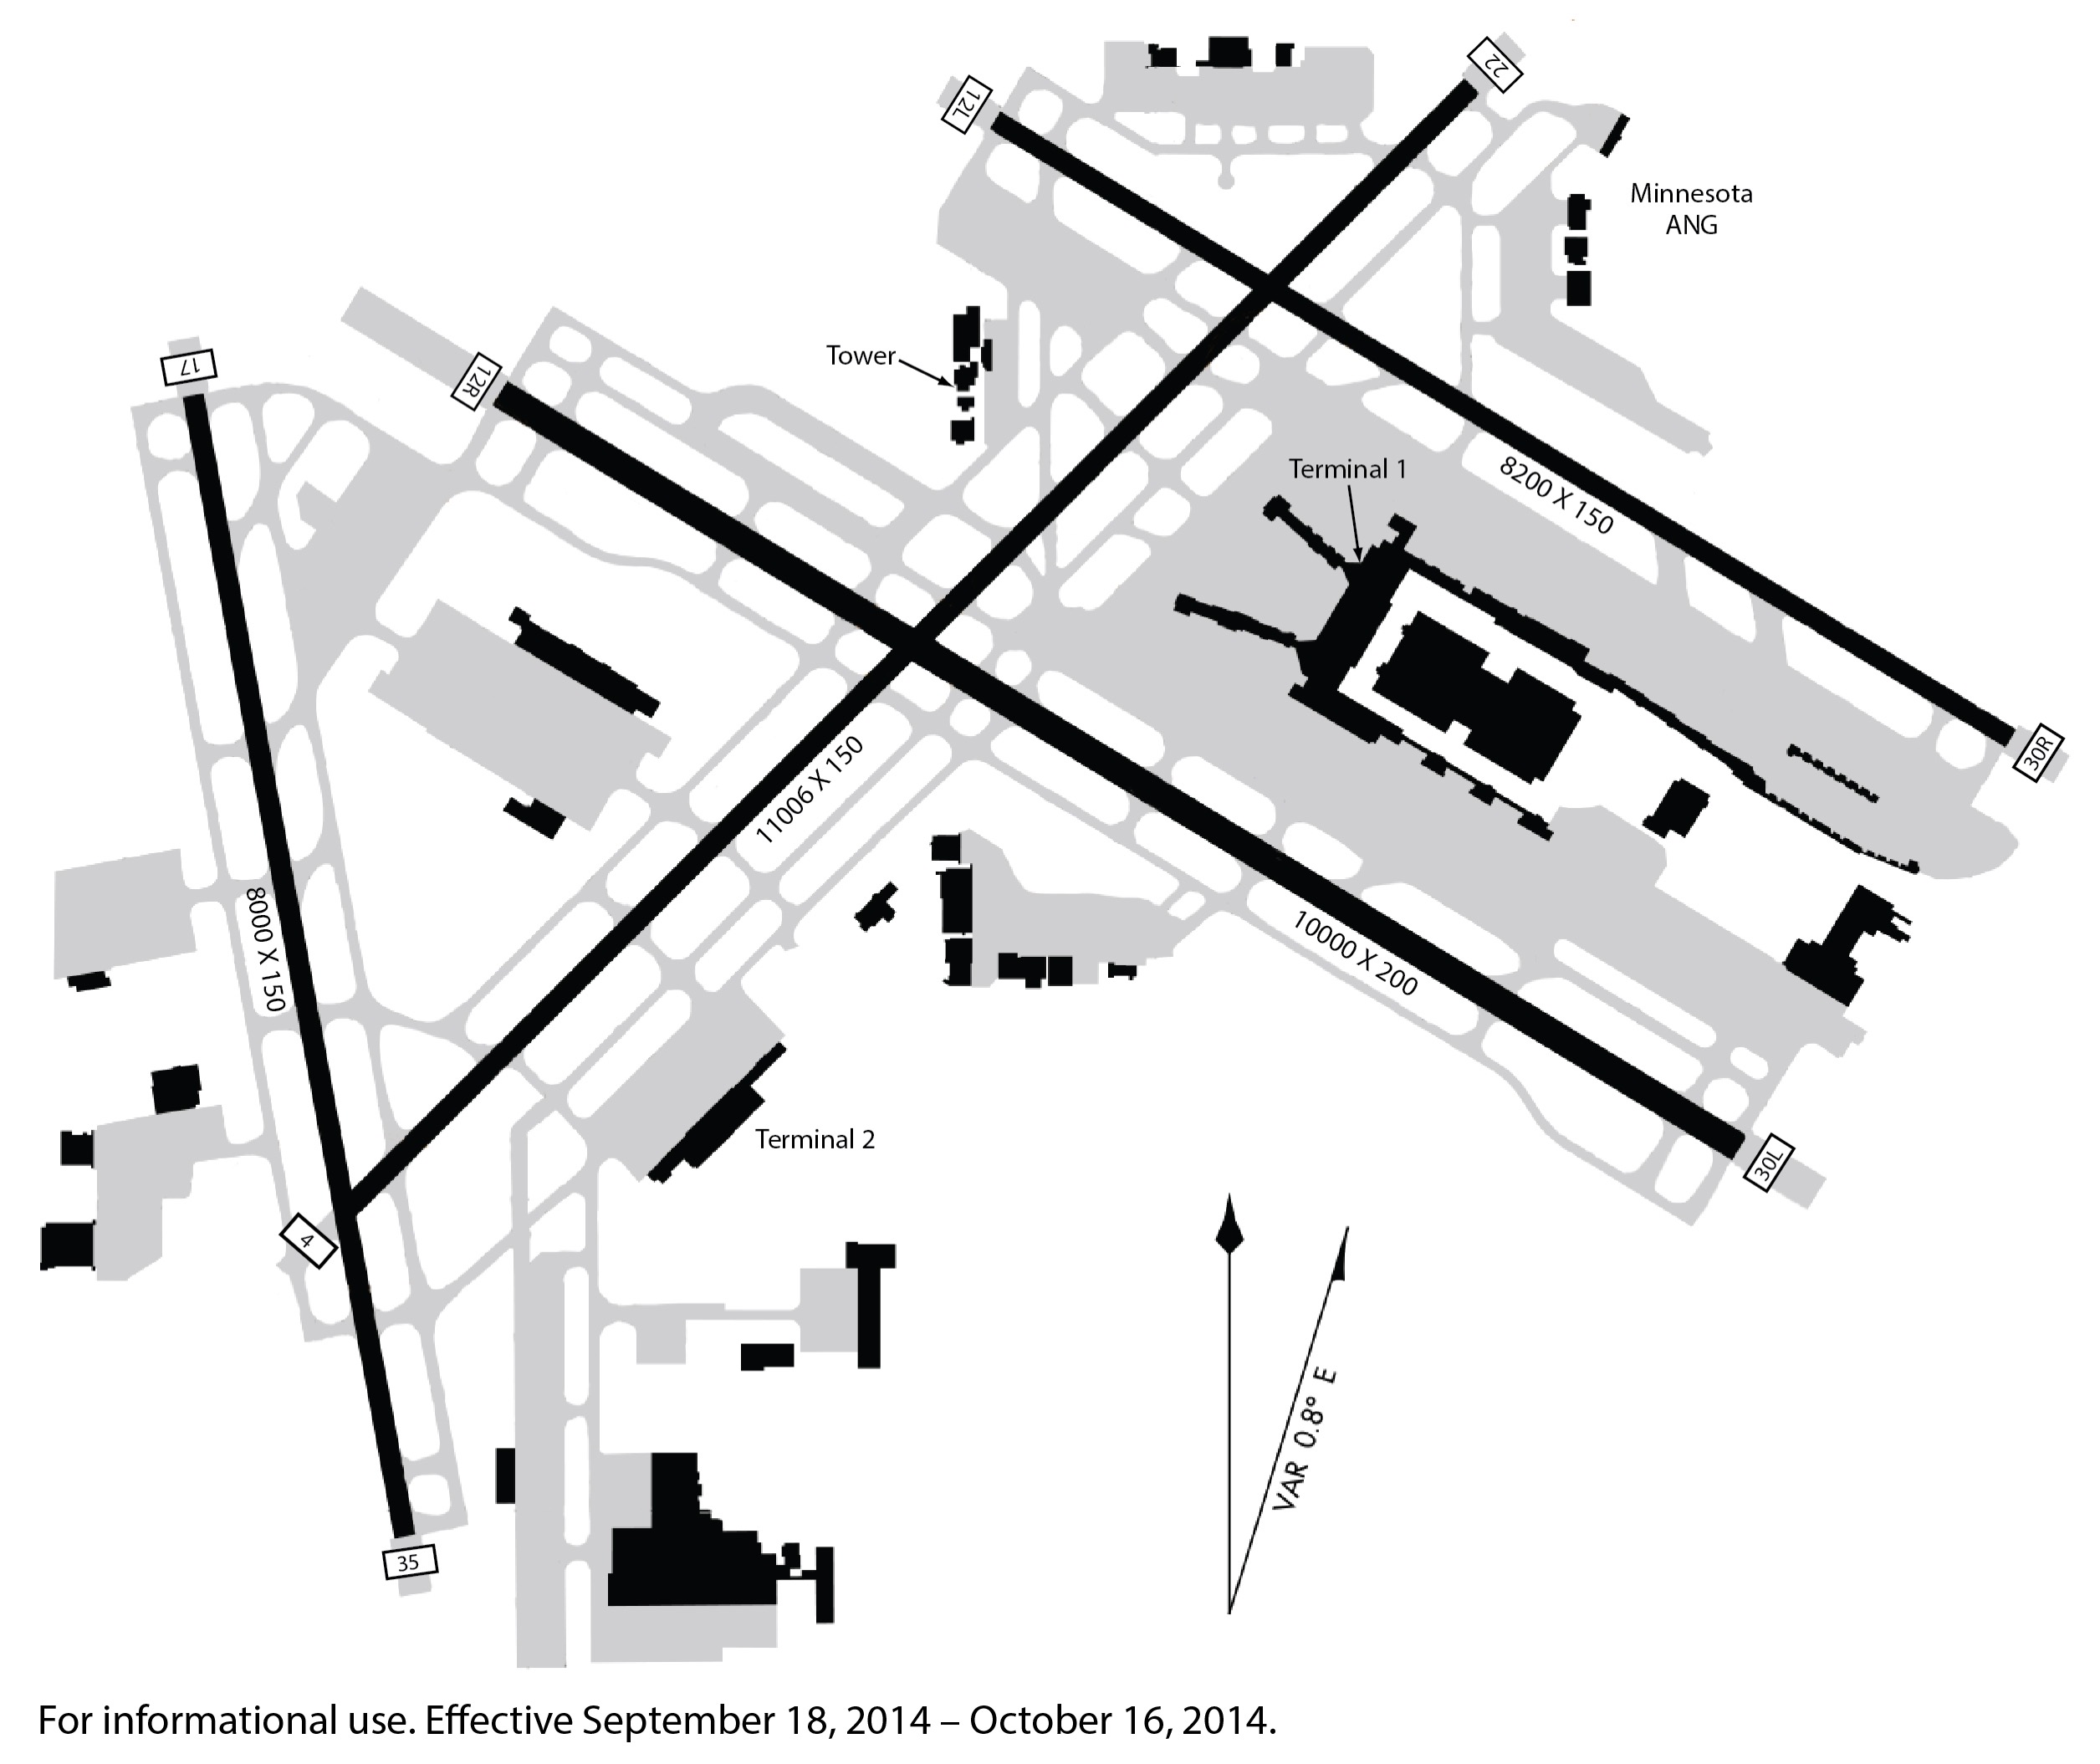 22
12L
Minnesota
ANG
Tower
17
12R
Terminal 1
8200 X 150
30R
11006 X 150
8000 X 150
10000 X 200
Terminal 2
30L
4
VAR 0.8° E
35
For informational use. Effective September 18, 2014 – October 16, 2014.